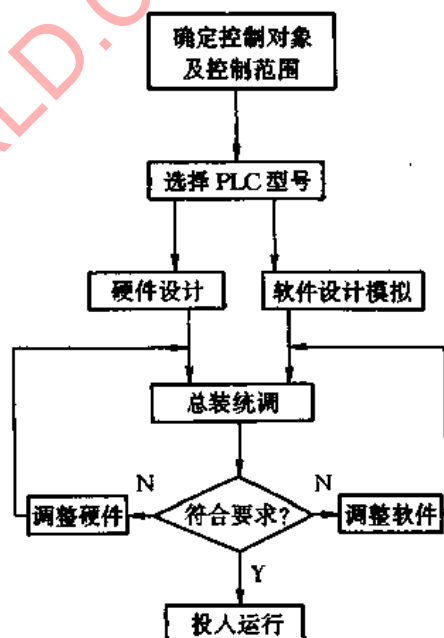 RLD.C
确定控制对象
及控制范围
选择 PLC 型号
硬件设计
软件设计模拟
总装统调
N
N
调整硬件
符合要求?
调整软件
Y
投人运行